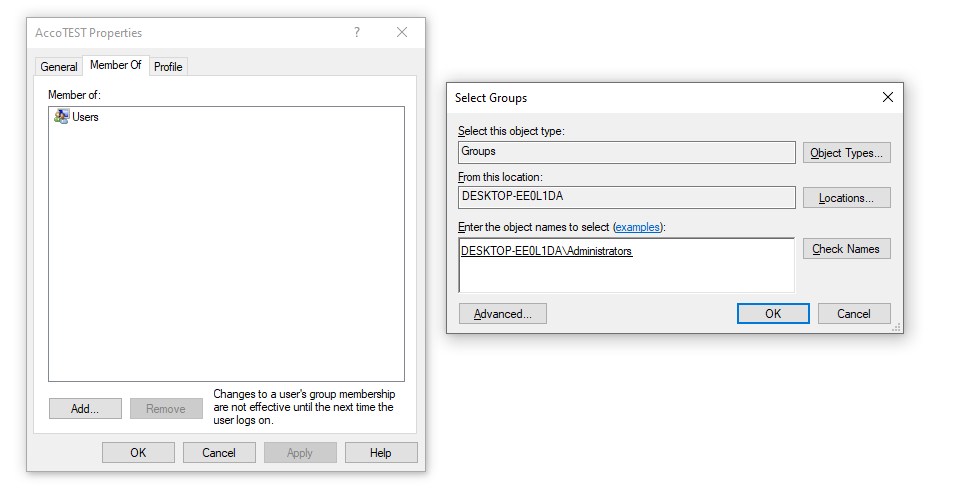 AccoTEST Properties
General
Member Of
Profile
Member of:
Users
Add...
Remove
Changes to a user's group membership
are not effective until the next time the
user logs on.
OK
Cancel
Apply
Help
Select Groups
Select this object type:
Groups
Object Types...
From this location:
DESKTOP-EE0L1DA
Locations...
Enter the object names to select (examples):
DESKTOP-EE0L1DA\Administrators
Check Names
Advanced...
OK
Cancel